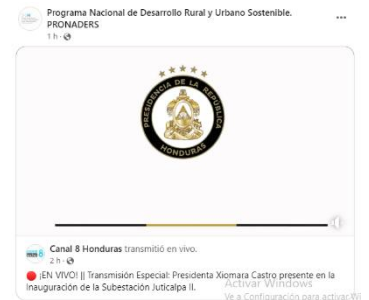 Programa Nacional de Desarrollo Rural y Urbano Sostenible.
PRONADERS
1 h ·
PRESIDENCIA DE LA REPÚBLICA
HONDURAS
Canal 8 Honduras transmitió en vivo.
2 h ·
¡EN VIVO! || Transmisión Especial: Presidenta Xiomara Castro presente en la
Inauguración de la Subestación Juticalpa II.
Activar Windows
Ve a Configuración para activar Wi